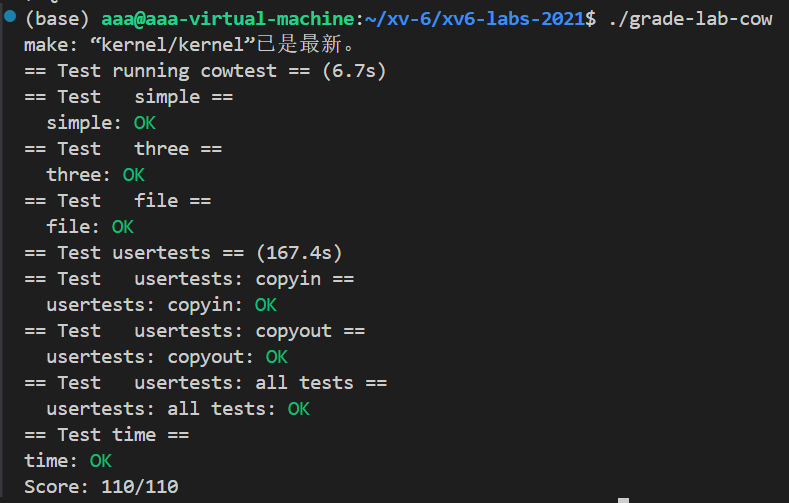 (base) aaa@aaa-virtual-machine:~/xv-6/xv6-labs-2021$ ./grade-lab-cow
make: “kernel/kernel”已是最新。
== Test running cowtest == (6.7s)
== Test   simple ==
  simple: OK
== Test   three ==
  three: OK
== Test   file ==
  file: OK
== Test usertests == (167.4s)
== Test   usertests: copyin ==
  usertests: copyin: OK
== Test   usertests: copyout ==
  usertests: copyout: OK
== Test   usertests: all tests ==
  usertests: all tests: OK
== Test time ==
time: OK
Score: 110/110